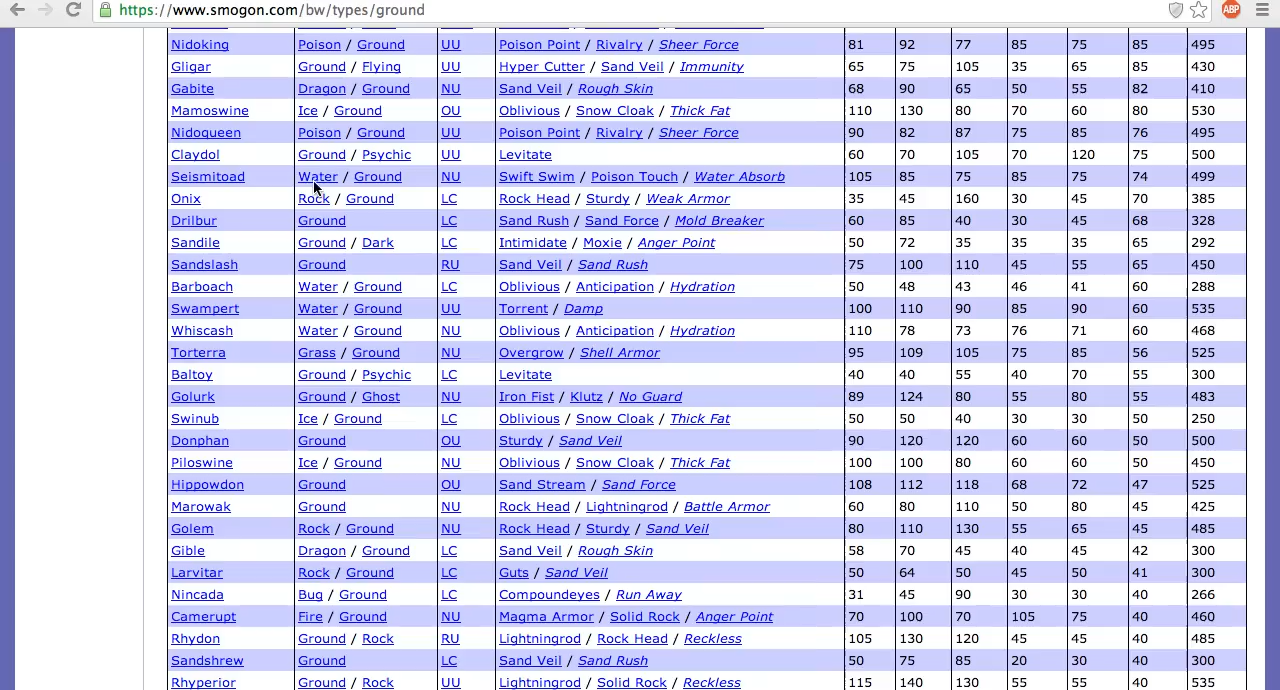 https://www.smogon.com/bw/types/ground
ABP
Nidoking Poison / Ground UU Poison Point / Rivalry / Sheer Force 81 92 77 85 75 85 495
Gligar Ground / Flying UU Hyper Cutter / Sand Veil / Immunity 65 75 105 35 65 85 430
Gabite Dragon / Ground NU Sand Veil / Rough Skin 68 90 65 50 55 82 410
Mamoswine Ice / Ground OU Oblivious / Snow Cloak / Thick Fat 110 130 80 70 60 80 530
Nidoqueen Poison / Ground UU Poison Point / Rivalry / Sheer Force 90 82 87 75 85 76 495
Claydol Ground / Psychic UU Levitate 60 70 105 70 120 75 500
Seismitoad Water / Ground NU Swift Swim / Poison Touch / Water Absorb 105 85 75 85 75 74 499
Onix Rock / Ground LC Rock Head / Sturdy / Weak Armor 35 45 160 30 45 70 385
Drilbur Ground LC Sand Rush / Sand Force / Mold Breaker 60 85 40 30 45 68 328
Sandile Ground / Dark LC Intimidate / Moxie / Anger Point 50 72 35 35 35 65 292
Sandslash Ground RU Sand Veil / Sand Rush 75 100 110 45 55 65 450
Barboach Water / Ground LC Oblivious / Anticipation / Hydration 50 48 43 46 41 60 288
Swampert Water / Ground UU Torrent / Damp 100 110 90 85 90 60 535
Whiscash Water / Ground NU Oblivious / Anticipation / Hydration 110 78 73 76 71 60 468
Torterra Grass / Ground NU Overgrow / Shell Armor 95 109 105 75 85 56 525
Baltoy Ground / Psychic LC Levitate 40 40 55 40 70 55 300
Golurk Ground / Ghost NU Iron Fist / Klutz / No Guard 89 124 80 55 80 55 483
Swinub Ice / Ground LC Oblivious / Snow Cloak / Thick Fat 50 50 40 30 30 50 250
Donphan Ground OU Sturdy / Sand Veil 90 120 120 60 60 50 500
Piloswine Ice / Ground NU Oblivious / Snow Cloak / Thick Fat 100 100 80 60 60 50 450
Hippowdon Ground OU Sand Stream / Sand Force 108 112 118 68 72 47 525
Marowak Ground NU Rock Head / Lightningrod / Battle Armor 60 80 110 50 80 45 425
Golem Rock / Ground NU Rock Head / Sturdy / Sand Veil 80 110 130 55 65 45 485
Gible Dragon / Ground LC Sand Veil / Rough Skin 58 70 45 40 45 42 300
Larvitar Rock / Ground LC Guts / Sand Veil 50 64 50 45 50 41 300
Nincada Bug / Ground LC Compoundeyes / Run Away 31 45 90 30 30 40 266
Camerupt Fire / Ground NU Magma Armor / Solid Rock / Anger Point 70 100 70 105 75 40 460
Rhydon Ground / Rock RU Lightningrod / Rock Head / Reckless 105 130 120 45 45 40 485
Sandshrew Ground LC Sand Veil / Sand Rush 50 75 85 20 30 40 300
Rhyperior Ground / Rock UU Lightningrod / Solid Rock / Reckless 115 140 130 55 55 40 535